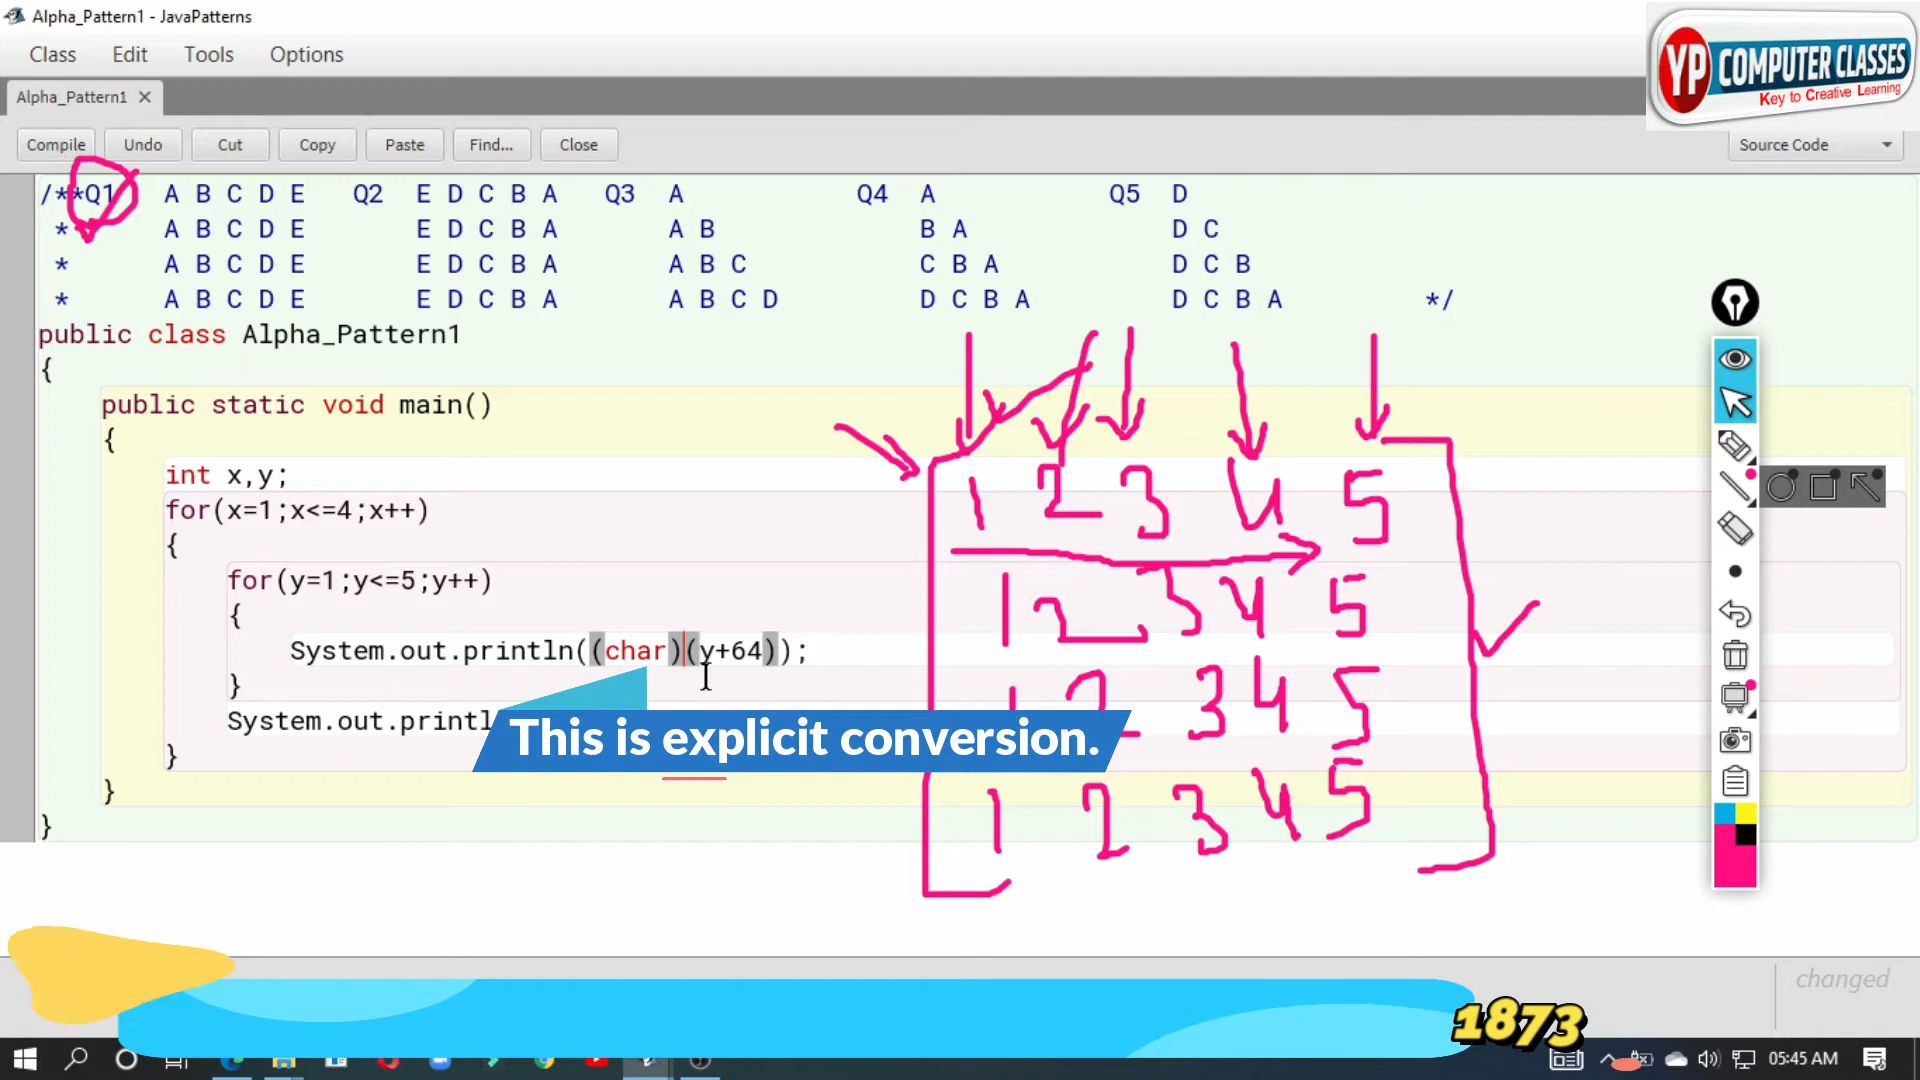 Alpha_Pattern1 - JavaPatterns
Class Edit Tools Options
YP COMPUTER CLASSES
Key to Creative Learning
Alpha_Pattern1
Compile Undo Cut Copy Paste Find... Close Source Code
/**Q1 A B C D E Q2 E D C B A Q3 A Q4 A Q5 D
* A B C D E E D C B A A B B A D C
* A B C D E E D C B A A B C C B A D C B
* A B C D E E D C B A A B C D D C B A D C B A */
public class Alpha_Pattern1
{
public static void main()
{
int x,y;
1 2 3 4 5
for(x=1;x<=4;x++)
{
for(y=1;y<=5;y++)
1 2 3 4 5
{
System.out.println((char)(y+64));
}
1 2 3 4 5
System.out.printl
This is explicit conversion.
}
}
1 2 3 4 5
}
changed
1873
05:45 AM